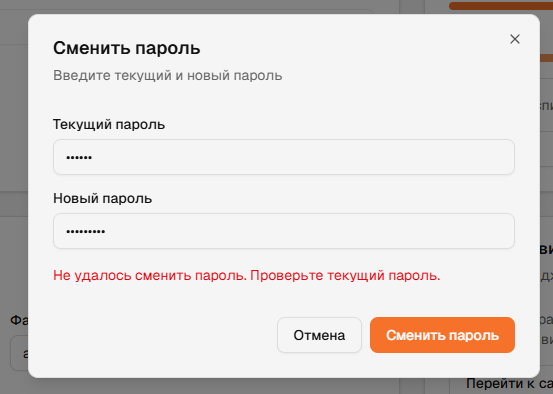 Сменить пароль
Введите текущий и новый пароль
Текущий пароль
••••••
Новый пароль
•••••••••
Не удалось сменить пароль. Проверьте текущий пароль.
Отмена
Сменить пароль
Перейти к са